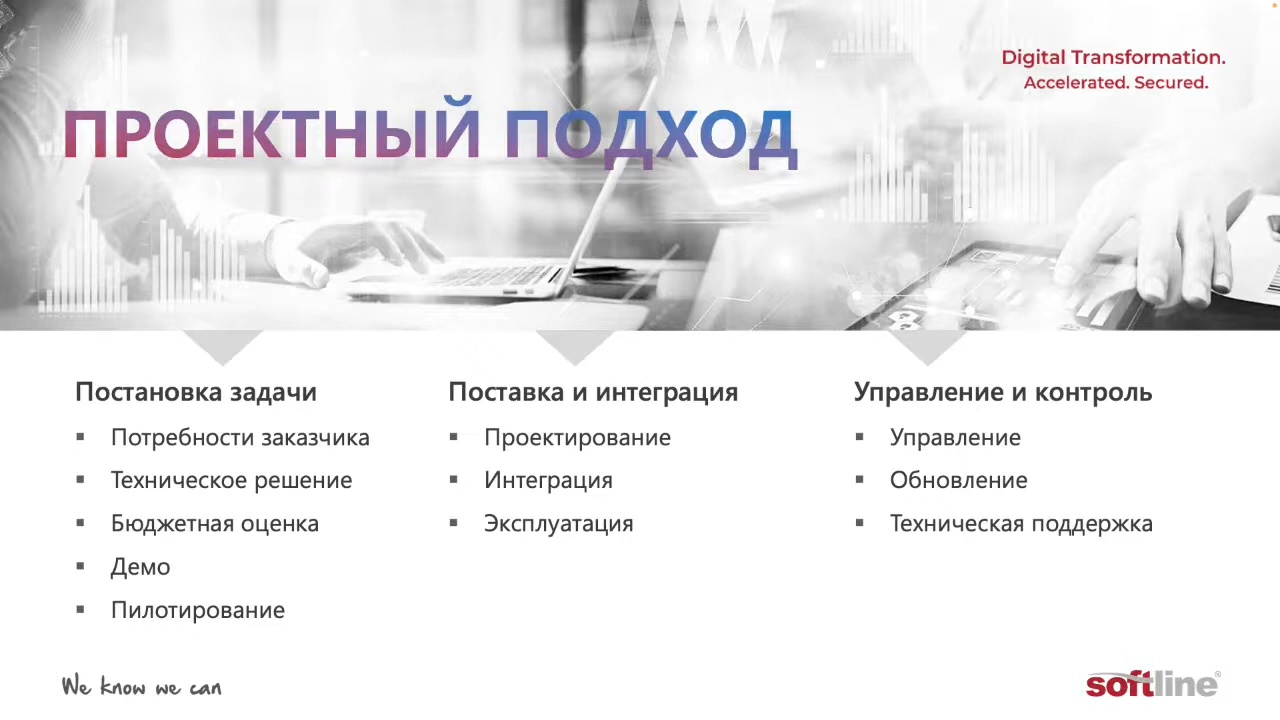 Digital Transformation.
Accelerated. Secured.
ПРОЕКТНЫЙ ПОДХОД
Постановка задачи
▪ Потребности заказчика
▪ Техническое решение
▪ Бюджетная оценка
▪ Демо
▪ Пилотирование
Поставка и интеграция
▪ Проектирование
▪ Интеграция
▪ Эксплуатация
Управление и контроль
▪ Управление
▪ Обновление
▪ Техническая поддержка
We know we can
softline®